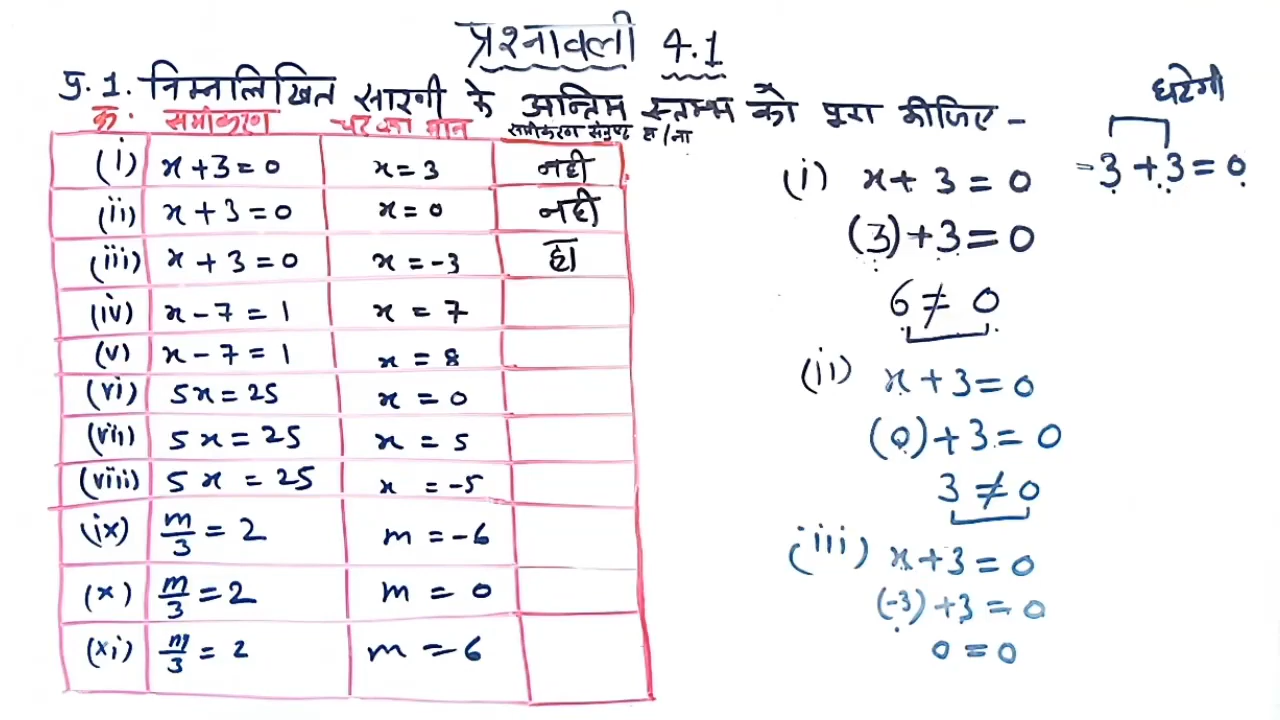 प्रश्नावली 4.1
प्र.1. निम्नलिखित सारणी के अन्तिम स्तम्भ को पूरा कीजिए -
क्र. समीकरण चर का मान समीकरण संतुष्ट हाँ/ना
(i) x+3=0 x=3 नहीं
(ii) x+3=0 x=0 नहीं
(iii) x+3=0 x=-3 हाँ
(iv) x-7=1 x=7
(v) x-7=1 x=8
(vi) 5x=25 x=0
(vii) 5x=25 x=5
(viii) 5x=25 x=-5
(ix) m/3=2 m=-6
(x) m/3=2 m=0
(xi) m/3=2 m=6
(i) x+3=0
(3)+3=0
6≠0
(ii) x+3=0
(0)+3=0
3≠0
(iii) x+3=0
(-3)+3=0
0=0
घटेगी
-3+3=0